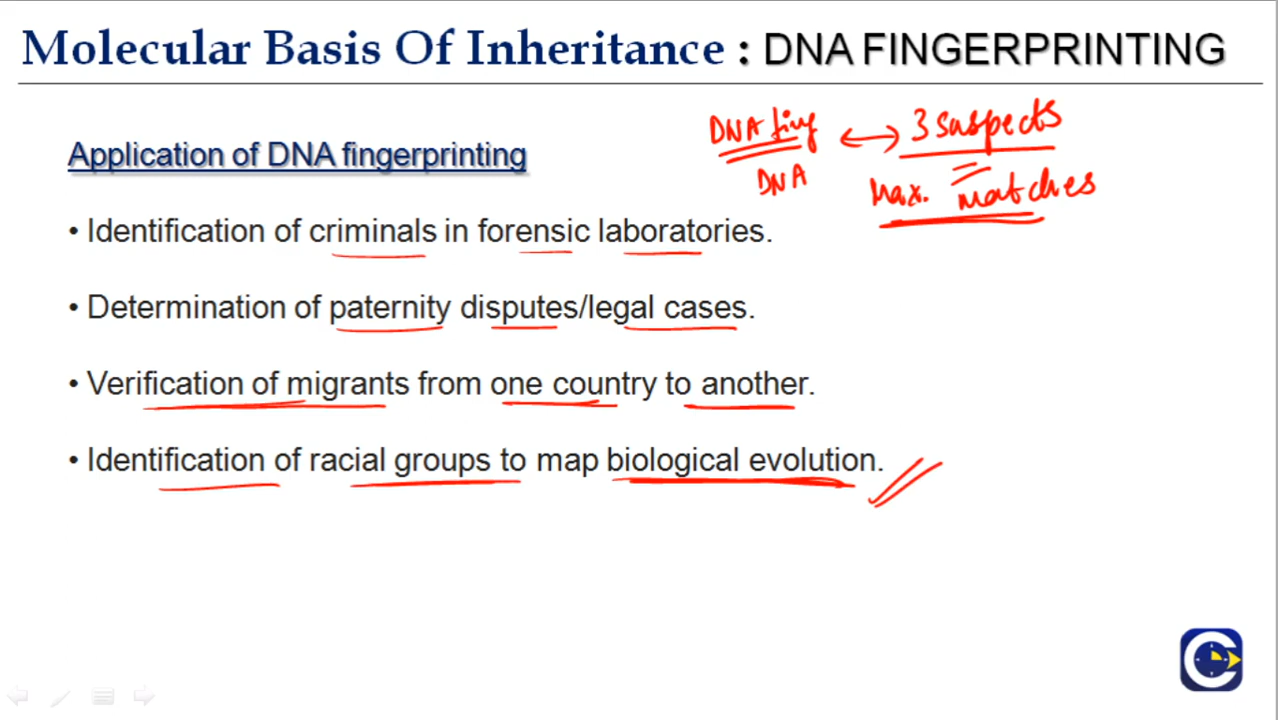 Molecular Basis Of Inheritance : DNA FINGERPRINTING
DNA fing ↔ 3 suspects
DNA
Max. matches
Application of DNA fingerprinting
• Identification of criminals in forensic laboratories.
• Determination of paternity disputes/legal cases.
• Verification of migrants from one country to another.
• Identification of racial groups to map biological evolution.